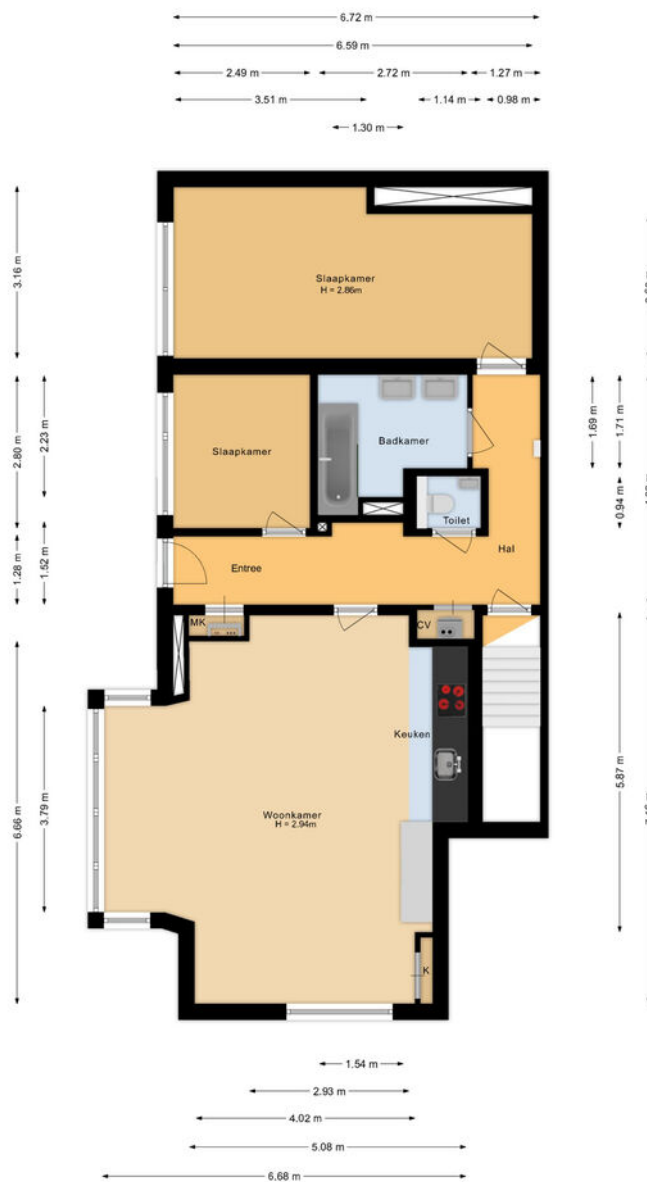 6.72 m
6.59 m
2.49 m 2.72 m 1.27 m
3.51 m 1.14 m 0.98 m
1.30 m
3.16 m
Slaapkamer
H = 2.86m
2.80 m
2.23 m
Slaapkamer
Badkamer
1.69 m
1.71 m
0.94 m
Toilet
1.28 m
1.52 m
Entree
Hal
MK
CV
Keuken
6.66 m
3.79 m
Woonkamer
H = 2.94m
5.87 m
K
1.54 m
2.93 m
4.02 m
5.08 m
6.68 m